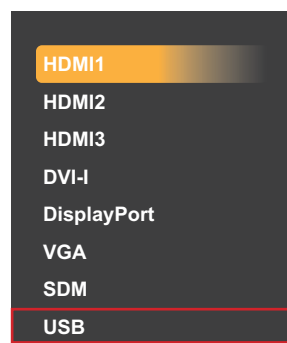 HDMI1
HDMI2
HDMI3
DVI-I
DisplayPort
VGA
SDM
USB